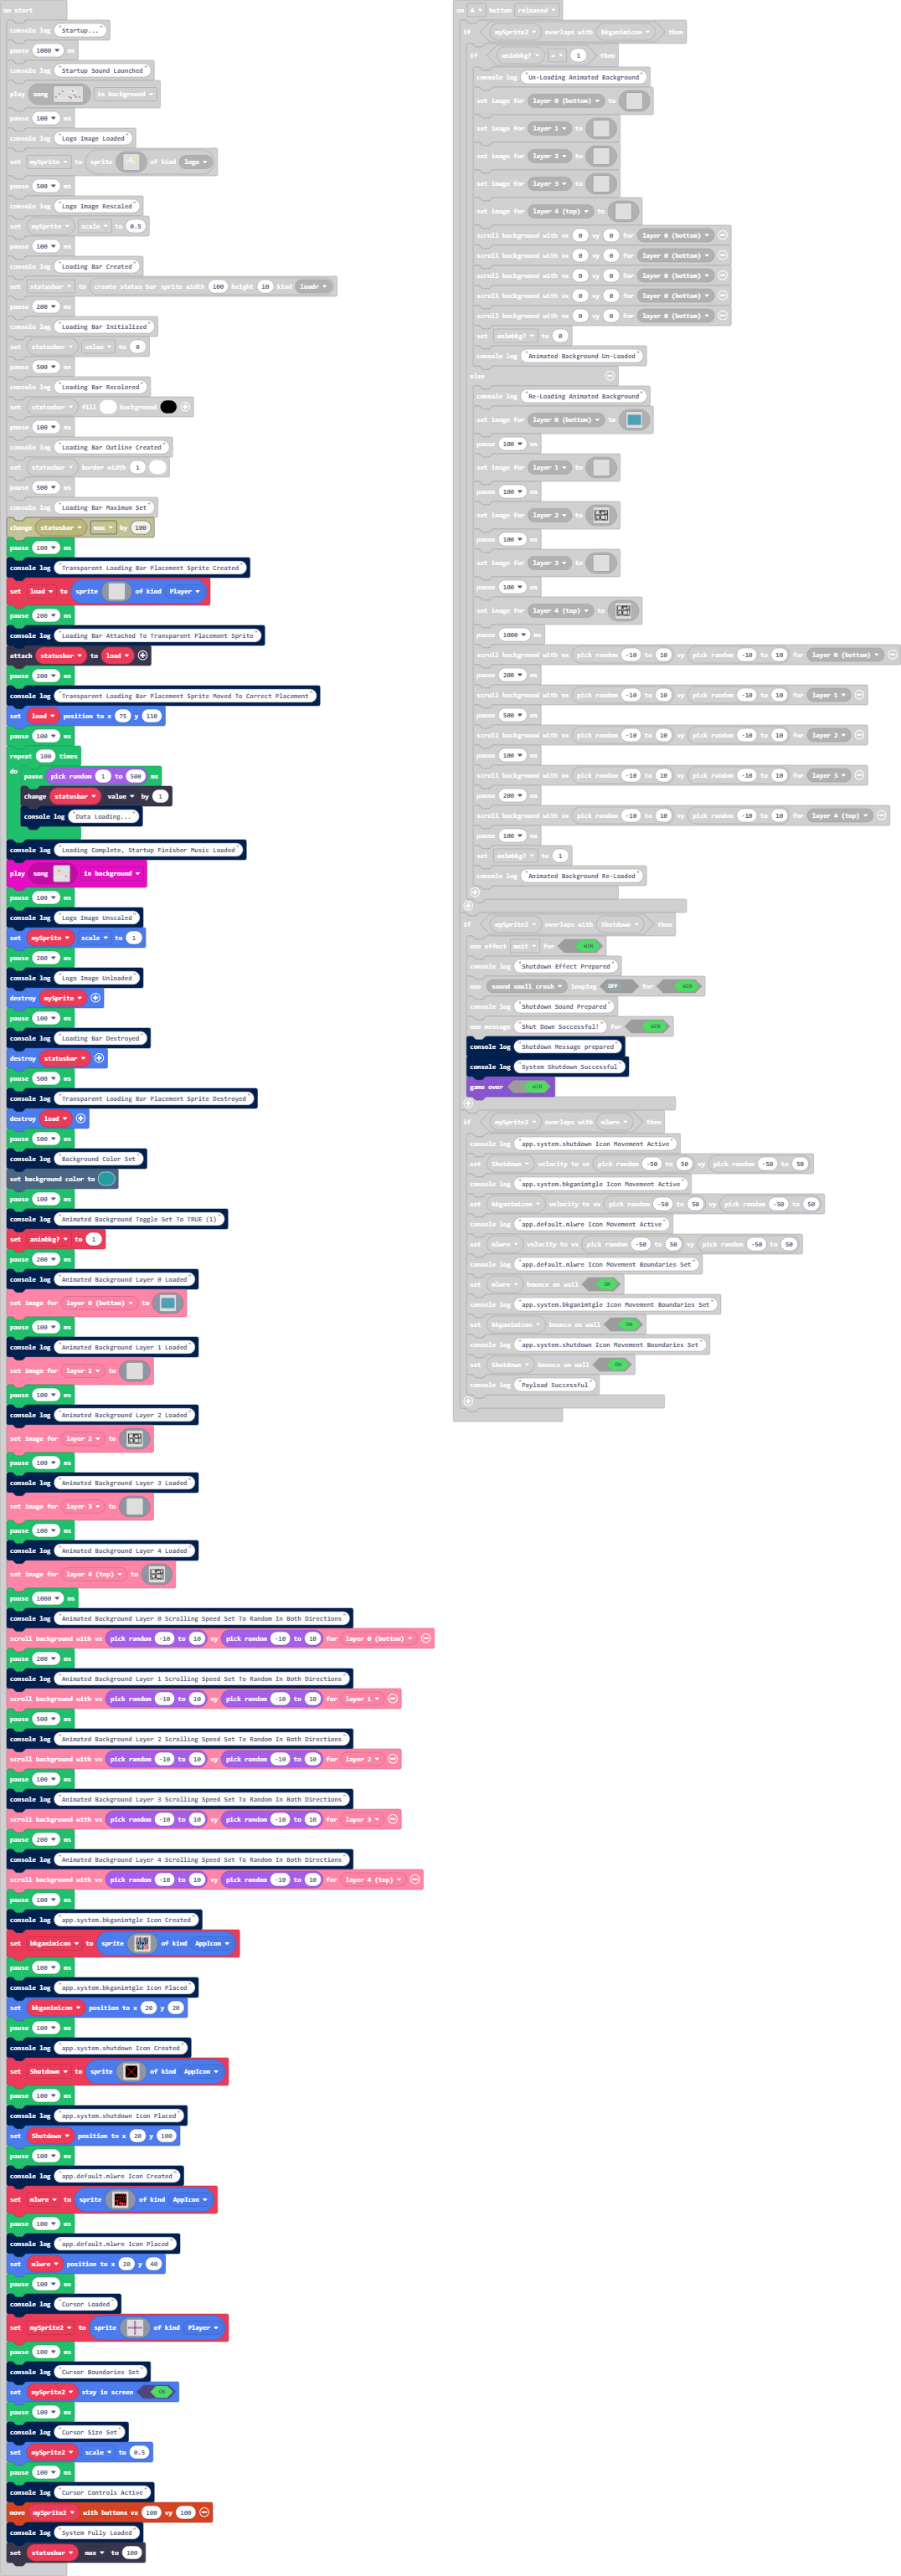 on start
console log "Startup..."
pause 1000 ms
console log "Startup Sound Launched"
play song in background
pause 100 ms
console log "Logo Image Loaded"
set mySprite to sprite of kind logo
pause 500 ms
console log "Logo Image Rescaled"
set mySprite scale to 0.5
pause 100 ms
console log "Loading Bar Created"
set statusbar to create status bar sprite width 100 height 10 kind loadr
pause 200 ms
console log "Loading Bar Initialized"
set statusbar value to 0
pause 500 ms
console log "Loading Bar Recolored"
set statusbar fill background
pause 100 ms
console log "Loading Bar Outline Created"
set statusbar border width 1
pause 500 ms
console log "Loading Bar Maximum Set"
change statusbar max by 100
pause 100 ms
console log "Transparent Loading Bar Placement Sprite Created"
set load to sprite of kind Player
pause 200 ms
console log "Loading Bar Attached To Transparent Placement Sprite"
attach statusbar to load
pause 200 ms
console log "Transparent Loading Bar Placement Sprite Moved To Correct Placement"
set load position to x 75 y 110
pause 100 ms
repeat 100 times
do pause pick random 1 to 500 ms
change statusbar value by 1
console log "Data Loading..."
console log "Loading Complete, Startup Finisher Music Loaded"
play song in background
pause 100 ms
console log "Logo Image Unscaled"
set mySprite scale to 1
pause 200 ms
console log "Logo Image Unloaded"
destroy mySprite
pause 100 ms
console log "Loading Bar Destroyed"
destroy statusbar
pause 500 ms
console log "Transparent Loading Bar Placement Sprite Destroyed"
destroy load
pause 500 ms
console log "Background Color Set"
set background color to
pause 100 ms
console log "Animated Background Toggle Set To TRUE (1)"
set animbkg? to 1
pause 200 ms
console log "Animated Background Layer 0 Loaded"
set image for layer 0 (bottom) to
pause 100 ms
console log "Animated Background Layer 1 Loaded"
set image for layer 1 to
pause 100 ms
console log "Animated Background Layer 2 Loaded"
set image for layer 2 to
pause 100 ms
console log "Animated Background Layer 3 Loaded"
set image for layer 3 to
pause 100 ms
console log "Animated Background Layer 4 Loaded"
set image for layer 4 (top) to
pause 1000 ms
console log "Animated Background Layer 0 Scrolling Speed Set To Random In Both Directions"
scroll background with vx pick random -10 to 10 vy pick random -10 to 10 for layer 0 (bottom)
pause 200 ms
console log "Animated Background Layer 1 Scrolling Speed Set To Random In Both Directions"
scroll background with vx pick random -10 to 10 vy pick random -10 to 10 for layer 1
pause 500 ms
console log "Animated Background Layer 2 Scrolling Speed Set To Random In Both Directions"
scroll background with vx pick random -10 to 10 vy pick random -10 to 10 for layer 2
pause 100 ms
console log "Animated Background Layer 3 Scrolling Speed Set To Random In Both Directions"
scroll background with vx pick random -10 to 10 vy pick random -10 to 10 for layer 3
pause 200 ms
console log "Animated Background Layer 4 Scrolling Speed Set To Random In Both Directions"
scroll background with vx pick random -10 to 10 vy pick random -10 to 10 for layer 4 (top)
pause 100 ms
console log "app.system.bkganimtgle Icon Created"
set bkganimicon to sprite of kind AppIcon
pause 100 ms
console log "app.system.bkganimtgle Icon Placed"
set bkganimicon position to x 20 y 20
pause 100 ms
console log "app.system.shutdown Icon Created"
set Shutdown to sprite of kind AppIcon
pause 100 ms
console log "app.system.shutdown Icon Placed"
set Shutdown position to x 20 y 100
pause 100 ms
console log "app.default.mlwre Icon Created"
set mlwre to sprite of kind AppIcon
pause 100 ms
console log "app.default.mlwre Icon Placed"
set mlwre position to x 20 y 40
pause 100 ms
console log "Cursor Loaded"
set mySprite2 to sprite of kind Player
pause 100 ms
console log "Cursor Boundaries Set"
set mySprite2 stay in screen ON
pause 100 ms
console log "Cursor Size Set"
set mySprite2 scale to 0.5
pause 100 ms
console log "Cursor Controls Active"
move mySprite2 with buttons vx 100 vy 100
console log "System Fully Loaded"
set statusbar max to 100
on A button released
if mySprite2 overlaps with bkganimicon then
if animbkg? = 1 then
console log "Un-Loading Animated Background"
set image for layer 0 (bottom) to
set image for layer 1 to
set image for layer 2 to
set image for layer 3 to
set image for layer 4 (top) to
scroll background with vx 0 vy 0 for layer 0 (bottom)
scroll background with vx 0 vy 0 for layer 0 (bottom)
scroll background with vx 0 vy 0 for layer 0 (bottom)
scroll background with vx 0 vy 0 for layer 0 (bottom)
scroll background with vx 0 vy 0 for layer 0 (bottom)
set animbkg? to 0
console log "Animated Background Un-Loaded"
else
console log "Re-Loading Animated Background"
set image for layer 0 (bottom) to
pause 100 ms
set image for layer 1 to
pause 100 ms
set image for layer 2 to
pause 100 ms
set image for layer 3 to
pause 100 ms
set image for layer 4 (top) to
pause 1000 ms
scroll background with vx pick random -10 to 10 vy pick random -10 to 10 for layer 0 (bottom)
pause 200 ms
scroll background with vx pick random -10 to 10 vy pick random -10 to 10 for layer 1
pause 500 ms
scroll background with vx pick random -10 to 10 vy pick random -10 to 10 for layer 2
pause 100 ms
scroll background with vx pick random -10 to 10 vy pick random -10 to 10 for layer 3
pause 200 ms
scroll background with vx pick random -10 to 10 vy pick random -10 to 10 for layer 4 (top)
pause 100 ms
set animbkg? to 1
console log "Animated Background Re-Loaded"
if mySprite2 overlaps with Shutdown then
use effect melt for WIN
console log "Shutdown Effect Prepared"
use sound small crash looping OFF for WIN
console log "Shutdown Sound Prepared"
use message "Shut Down Successful!" for WIN
console log "Shutdown Message prepared"
console log "System Shutdown Successful"
game over WIN
if mySprite2 overlaps with mlwre then
console log "app.system.shutdown Icon Movement Active"
set Shutdown velocity to vx pick random -50 to 50 vy pick random -50 to 50
console log "app.system.bkganimtgle Icon Movement Active"
set bkganimicon velocity to vx pick random -50 to 50 vy pick random -50 to 50
console log "app.default.mlwre Icon Movement Active"
set mlwre velocity to vx pick random -50 to 50 vy pick random -50 to 50
console log "app.default.mlwre Icon Movement Boundaries Set"
set mlwre bounce on wall ON
console log "app.system.bkganimtgle Icon Movement Boundaries Set"
set bkganimicon bounce on wall ON
console log "app.system.shutdown Icon Movement Boundaries Set"
set Shutdown bounce on wall ON
console log "Payload Successful"